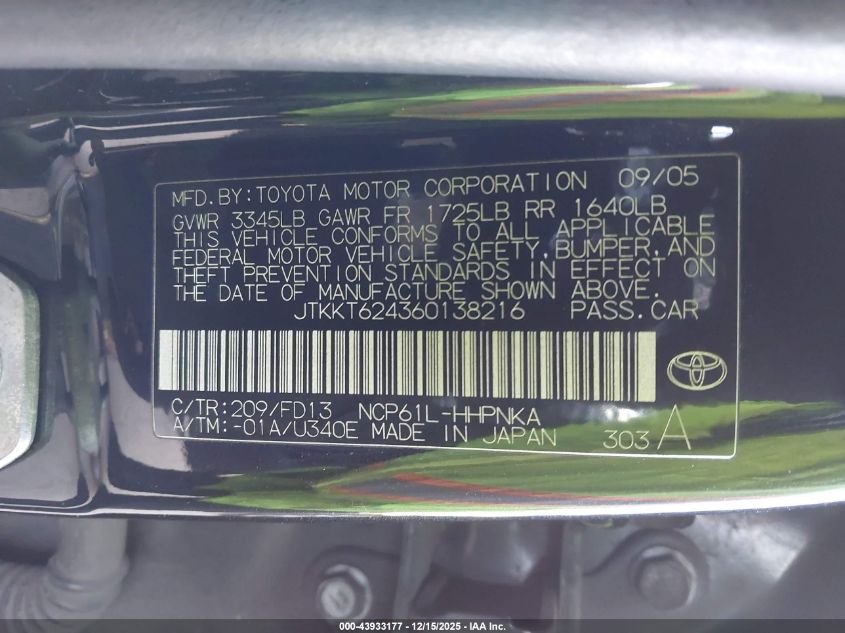 MFD. BY: TOYOTA MOTOR CORPORATION 09/05
GVWR 3345LB GAWR FR 1725LB RR 1640LB
THIS VEHICLE CONFORMS TO ALL APPLICABLE
FEDERAL MOTOR VEHICLE SAFETY, BUMPER, AND
THEFT PREVENTION STANDARDS IN EFFECT ON
THE DATE OF MANUFACTURE SHOWN ABOVE.
JTKKT624360138216 PASS. CAR
C/TR: 209/FD13 NCP61L-HHPNKA
A/TM: -01A/U340E MADE IN JAPAN 303 A
000-43933177 - 12/15/2025 - IAA Inc.